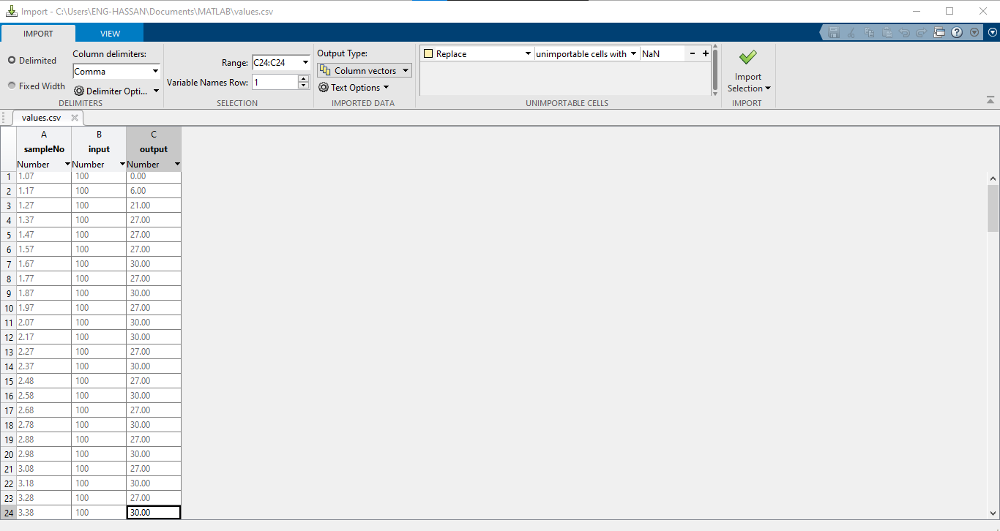 Import - C:\Users\ENG-HASSAN\Documents\MATLAB\values.csv
IMPORT VIEW
Delimited
Fixed Width
Column delimiters:
Comma
Delimiter Opti...
DELIMITERS
Range: C24:C24
Variable Names Row: 1
SELECTION
Output Type:
Column vectors
Text Options
IMPORTED DATA
Replace unimportable cells with NaN - +
UNIMPORTABLE CELLS
Import
Selection
IMPORT
values.csv
A B C
sampleNo input output
Number Number Number
1 1.07 100 0.00
2 1.17 100 6.00
3 1.27 100 21.00
4 1.37 100 27.00
5 1.47 100 27.00
6 1.57 100 27.00
7 1.67 100 30.00
8 1.77 100 27.00
9 1.87 100 30.00
10 1.97 100 27.00
11 2.07 100 30.00
12 2.17 100 30.00
13 2.27 100 27.00
14 2.37 100 30.00
15 2.48 100 27.00
16 2.58 100 30.00
17 2.68 100 27.00
18 2.78 100 30.00
19 2.88 100 27.00
20 2.98 100 30.00
21 3.08 100 27.00
22 3.18 100 30.00
23 3.28 100 27.00
24 3.38 100 30.00